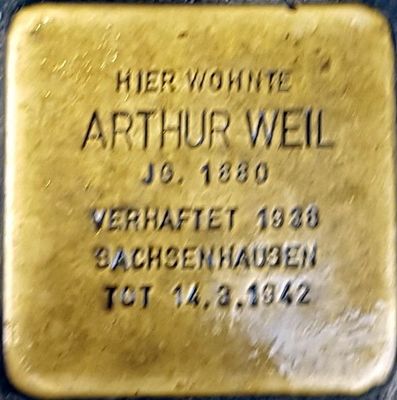 HIER WOHNTE
ARTHUR WEIL
JG. 1880
VERHAFTET 1938
SACHSENHAUSEN
TOT 14.3.1942